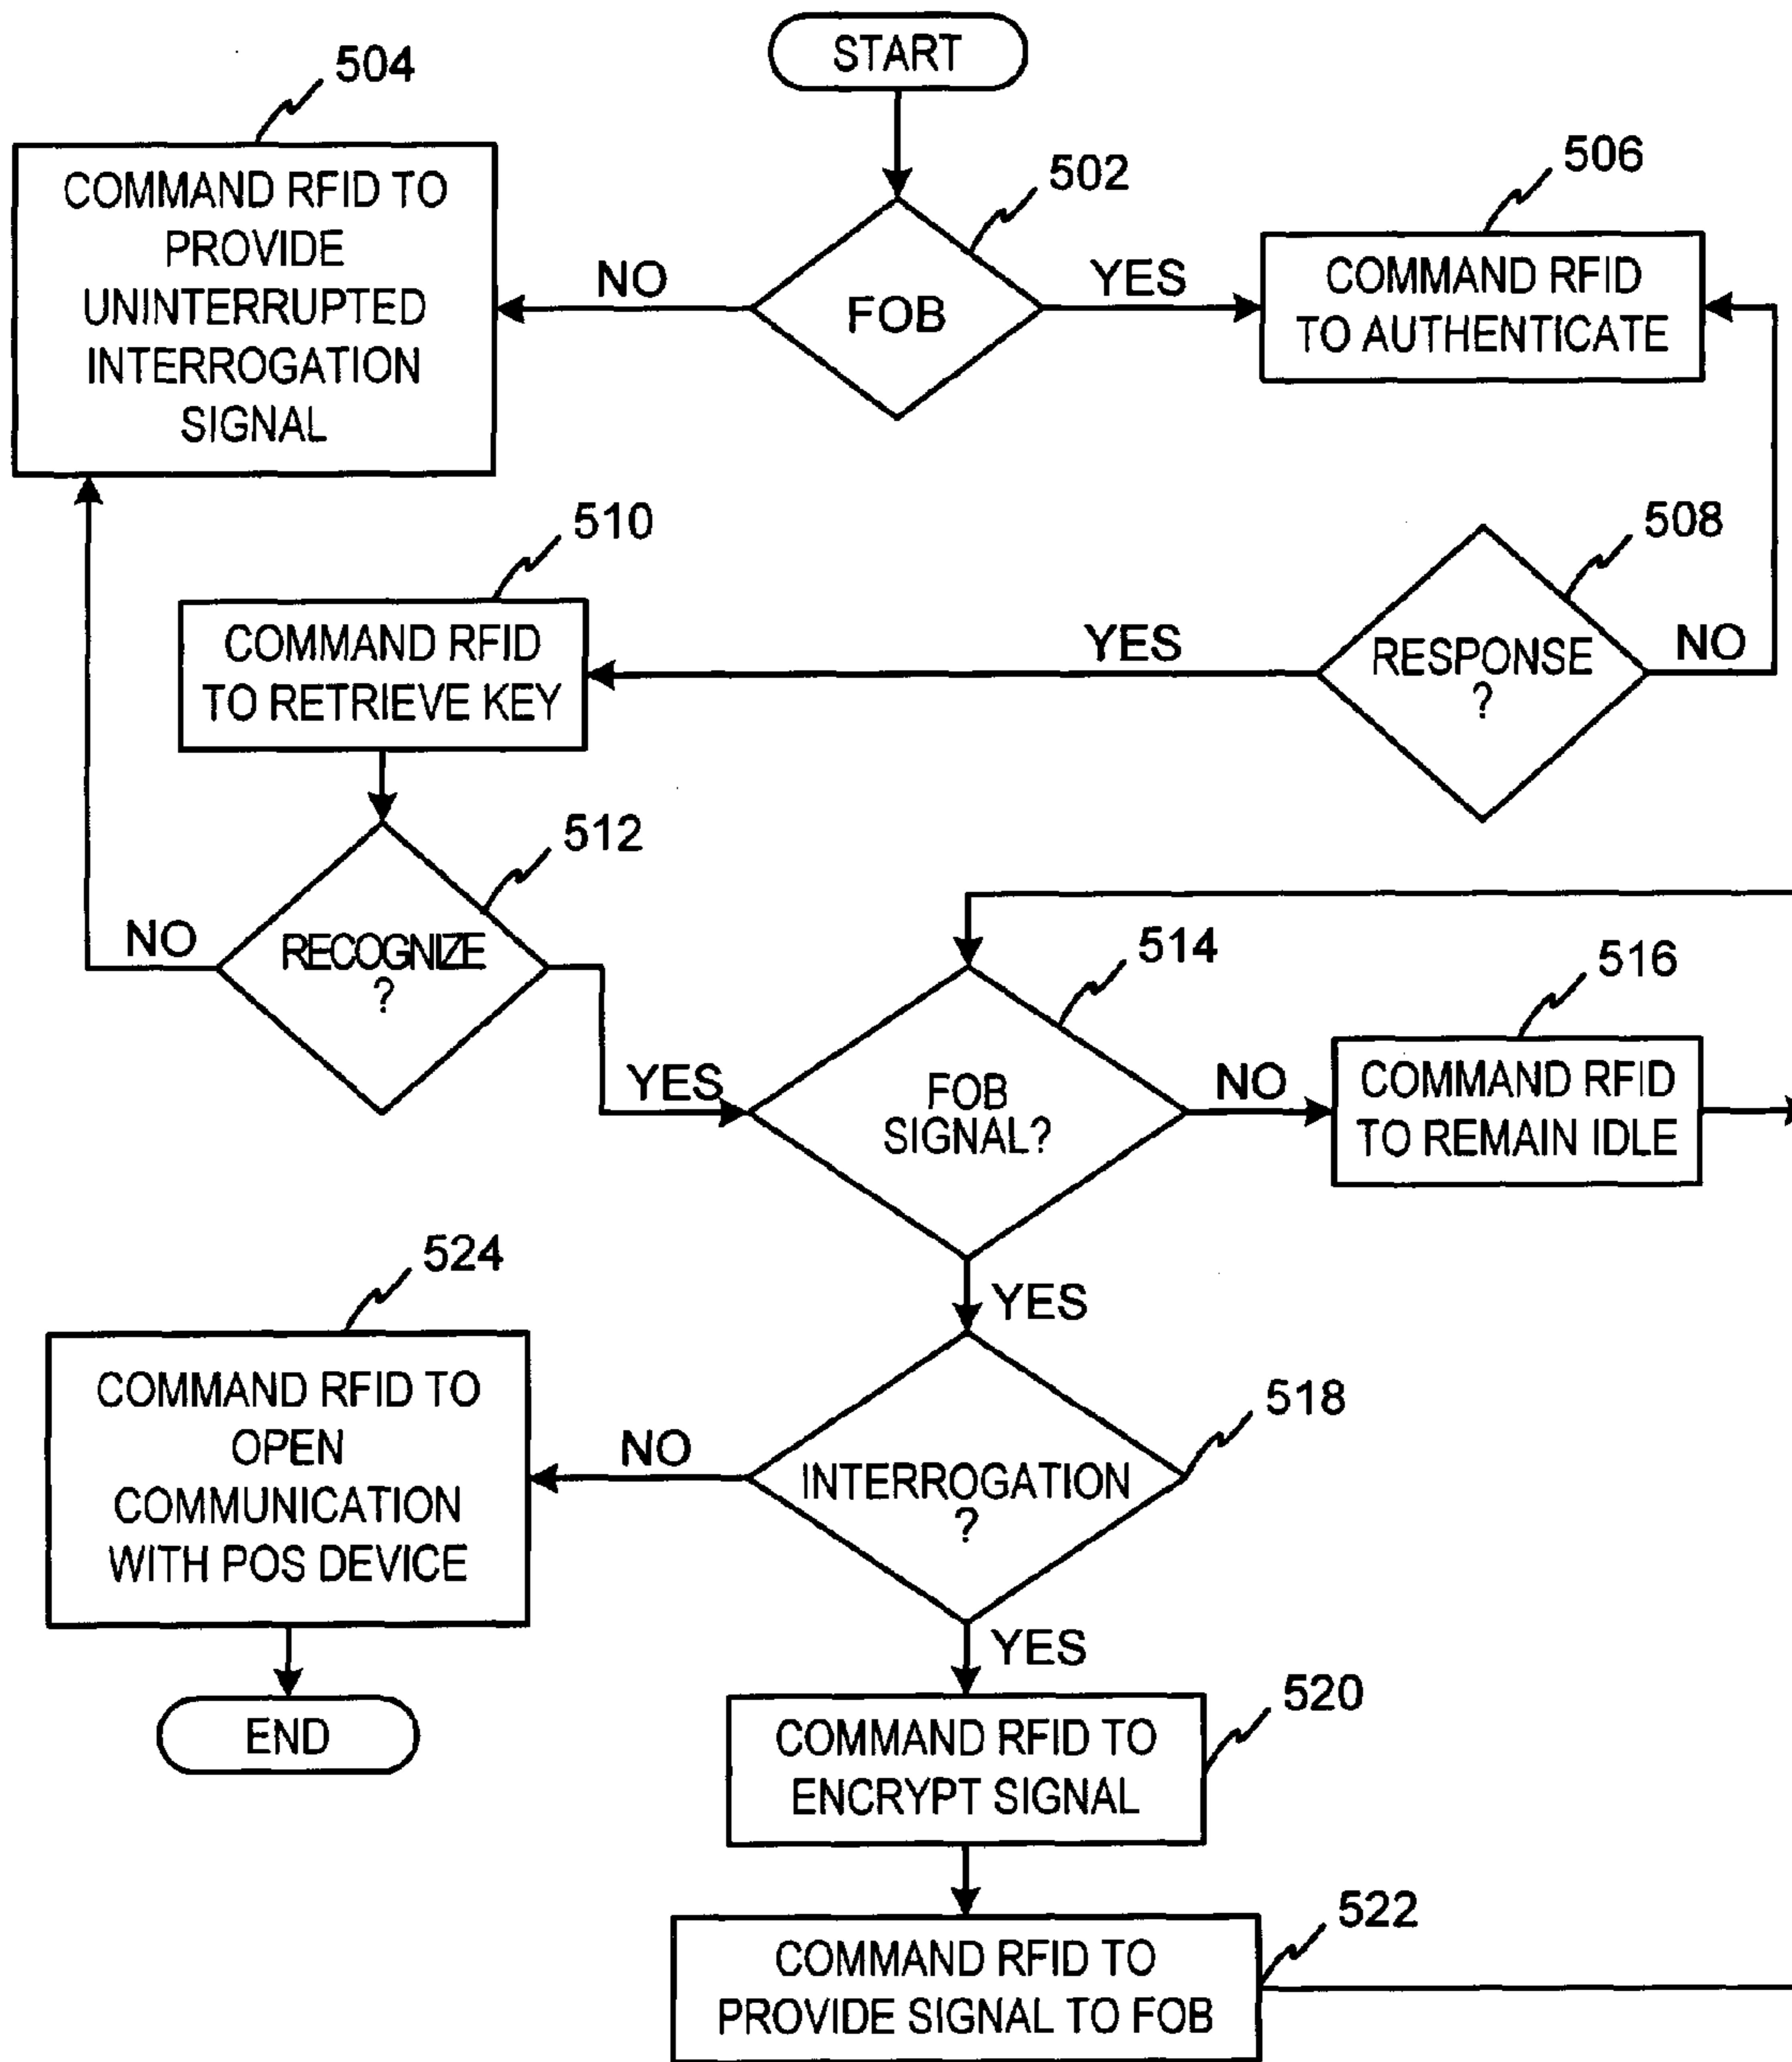 START
504
COMMAND RFID TO
PROVIDE
UNINTERRUPTED
INTERROGATION
SIGNAL
502
FOB
NO
YES
506
COMMAND RFID
TO AUTHENTICATE
508
RESPONSE
?
YES
NO
510
COMMAND RFID
TO RETRIEVE KEY
512
RECOGNIZE
?
NO
YES
514
FOB
SIGNAL?
NO
516
COMMAND RFID
TO REMAIN IDLE
YES
518
INTERROGATION
?
NO
524
COMMAND RFID TO
OPEN
COMMUNICATION
WITH POS DEVICE
END
YES
520
COMMAND RFID TO
ENCRYPT SIGNAL
522
COMMAND RFID TO
PROVIDE SIGNAL TO FOB